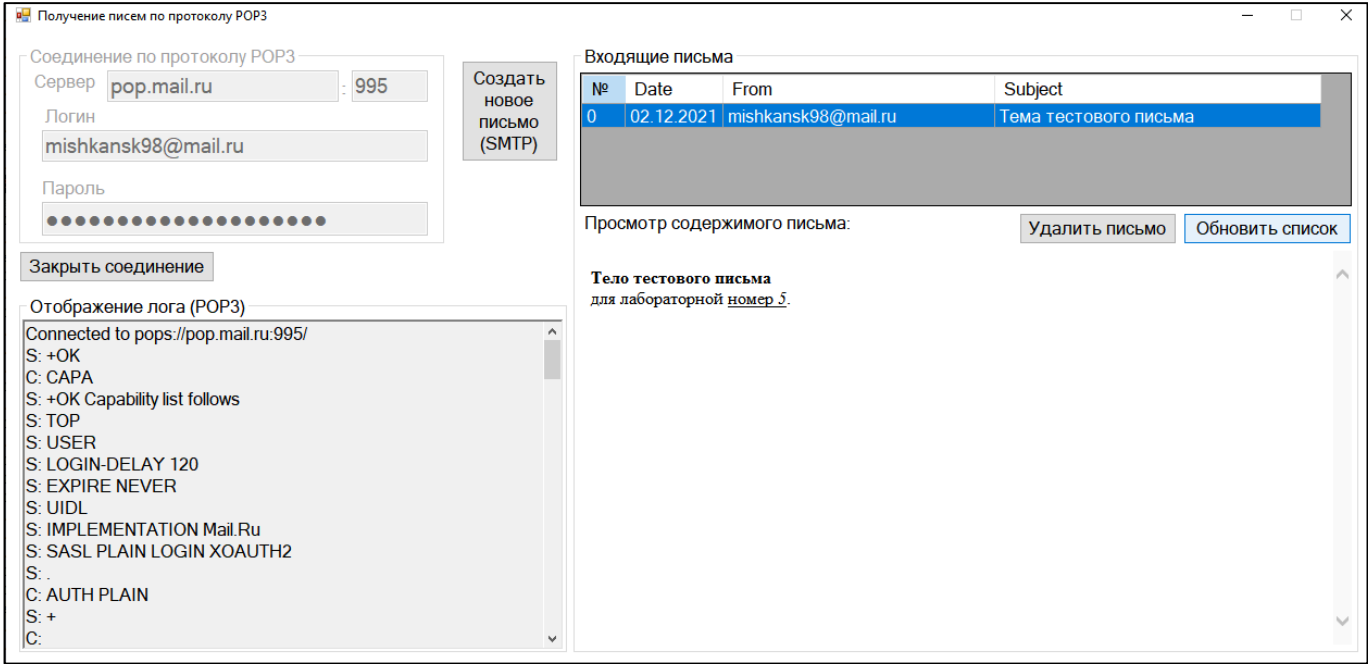 Получение писем по протоколу POP3
Соединение по протоколу POP3
Сервер pop.mail.ru : 995
Логин
mishkansk98@mail.ru
Пароль
●●●●●●●●●●●●●●●●●●●●
Создать
новое
письмо
(SMTP)
Закрыть соединение
Отображение лога (POP3)
Connected to pops://pop.mail.ru:995/
S: +OK
C: CAPA
S: +OK Capability list follows
S: TOP
S: USER
S: LOGIN-DELAY 120
S: EXPIRE NEVER
S: UIDL
S: IMPLEMENTATION Mail.Ru
S: SASL PLAIN LOGIN XOAUTH2
S: .
C: AUTH PLAIN
S: +
C:
Входящие письма
№ Date From Subject
0 02.12.2021 mishkansk98@mail.ru Тема тестового письма
Просмотр содержимого письма:
Удалить письмо Обновить список
Тело тестового письма
для лабораторной номер 5.